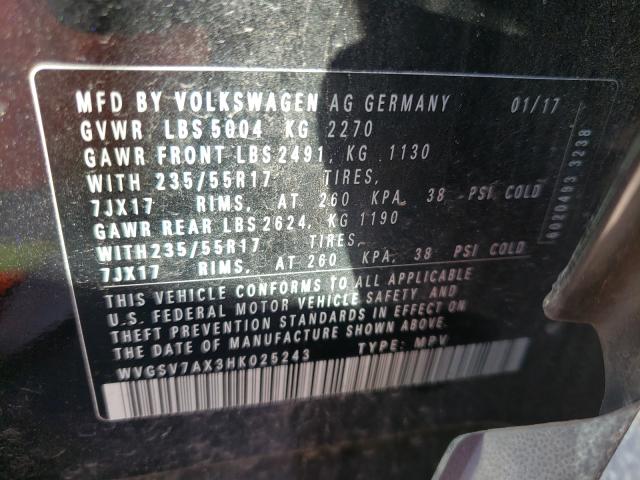 MFD BY VOLKSWAGEN AG GERMANY 01/17
GVWR LBS 5004 KG 2270
GAWR FRONT LBS 2491, KG 1130
WITH 235/55R17 TIRES,
7JX17 RIMS, AT 260 KPA, 38 PSI COLD
GAWR REAR LBS 2624, KG 1190
WITH 235/55R17 TIRES,
7JX17 RIMS, AT 260 KPA, 38 PSI COLD
THIS VEHICLE CONFORMS TO ALL APPLICABLE
U.S. FEDERAL MOTOR VEHICLE SAFETY AND
THEFT PREVENTION STANDARDS IN EFFECT ON
THE DATE OF MANUFACTURE SHOWN ABOVE.
WVGSV7AX3HK025243 TYPE: MPV
6020493 3238